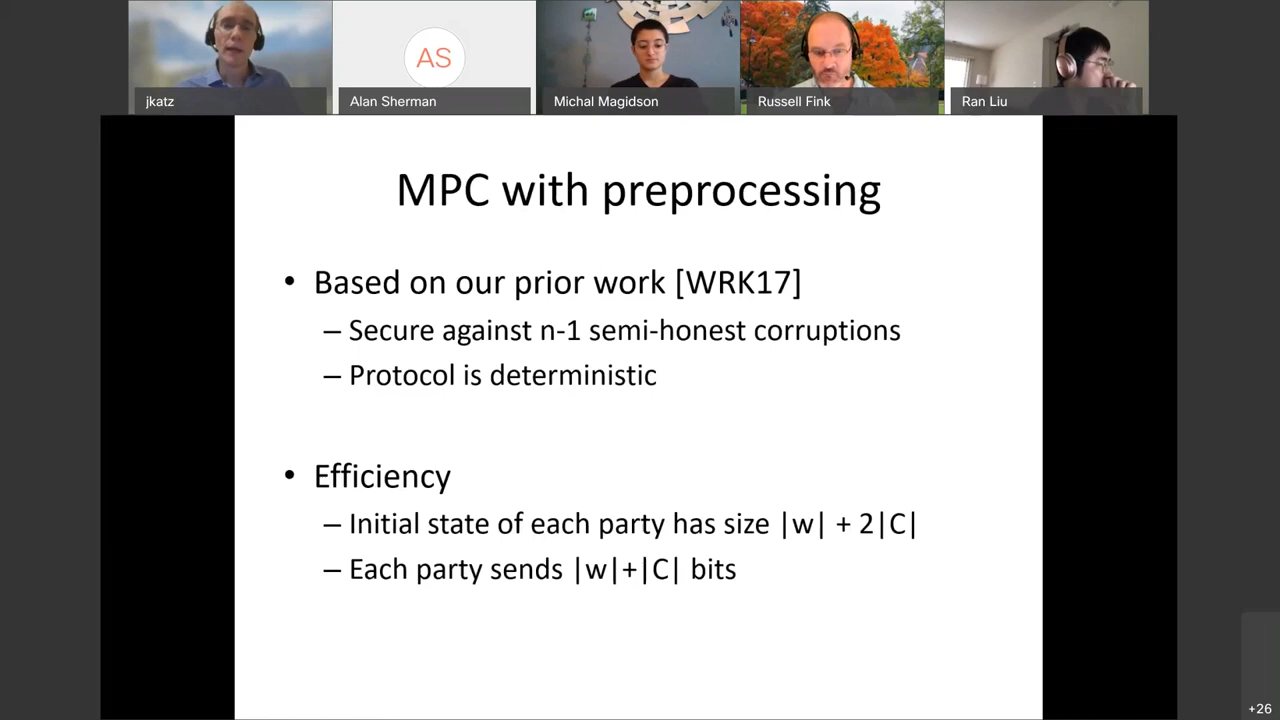 AS
jkatz
Alan Sherman
Michal Magidson
Russell Fink
Ran Liu
MPC with preprocessing
• Based on our prior work [WRK17]
– Secure against n-1 semi-honest corruptions
– Protocol is deterministic
• Efficiency
– Initial state of each party has size |w| + 2|C|
– Each party sends |w|+|C| bits
+26